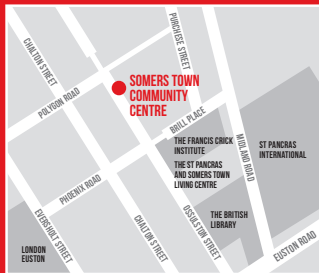 CHALTON STREET
PURCHESE STREET
SOMERS TOWN
COMMUNITY
CENTRE
POLYGON ROAD
BRILL PLACE
THE FRANCIS CRICK
INSTITUTE
MIDLAND ROAD
ST PANCRAS
INTERNATIONAL
THE ST PANCRAS
AND SOMERS TOWN
LIVING CENTRE
PHOENIX ROAD
EVERSHOLT STREET
CHALTON STREET
OSSULSTON STREET
THE BRITISH
LIBRARY
LONDON
EUSTON
EUSTON ROAD